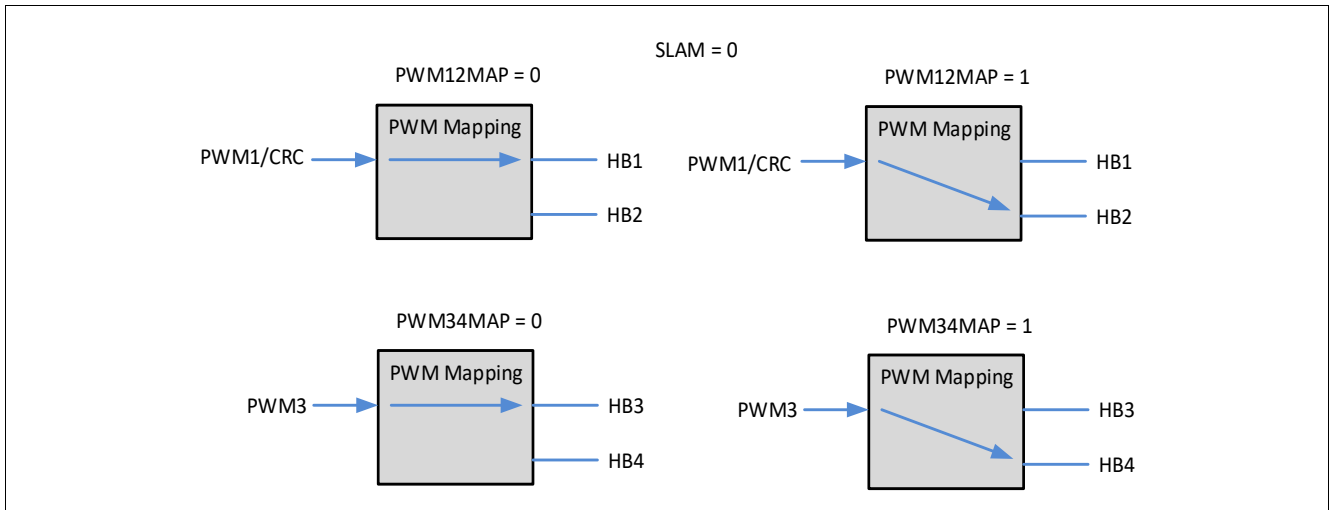 SLAM = 0
PWM12MAP = 0
PWM Mapping
PWM1/CRC
HB1
HB2
PWM12MAP = 1
PWM Mapping
PWM1/CRC
HB1
HB2
PWM34MAP = 0
PWM Mapping
PWM3
HB3
HB4
PWM34MAP = 1
PWM Mapping
PWM3
HB3
HB4